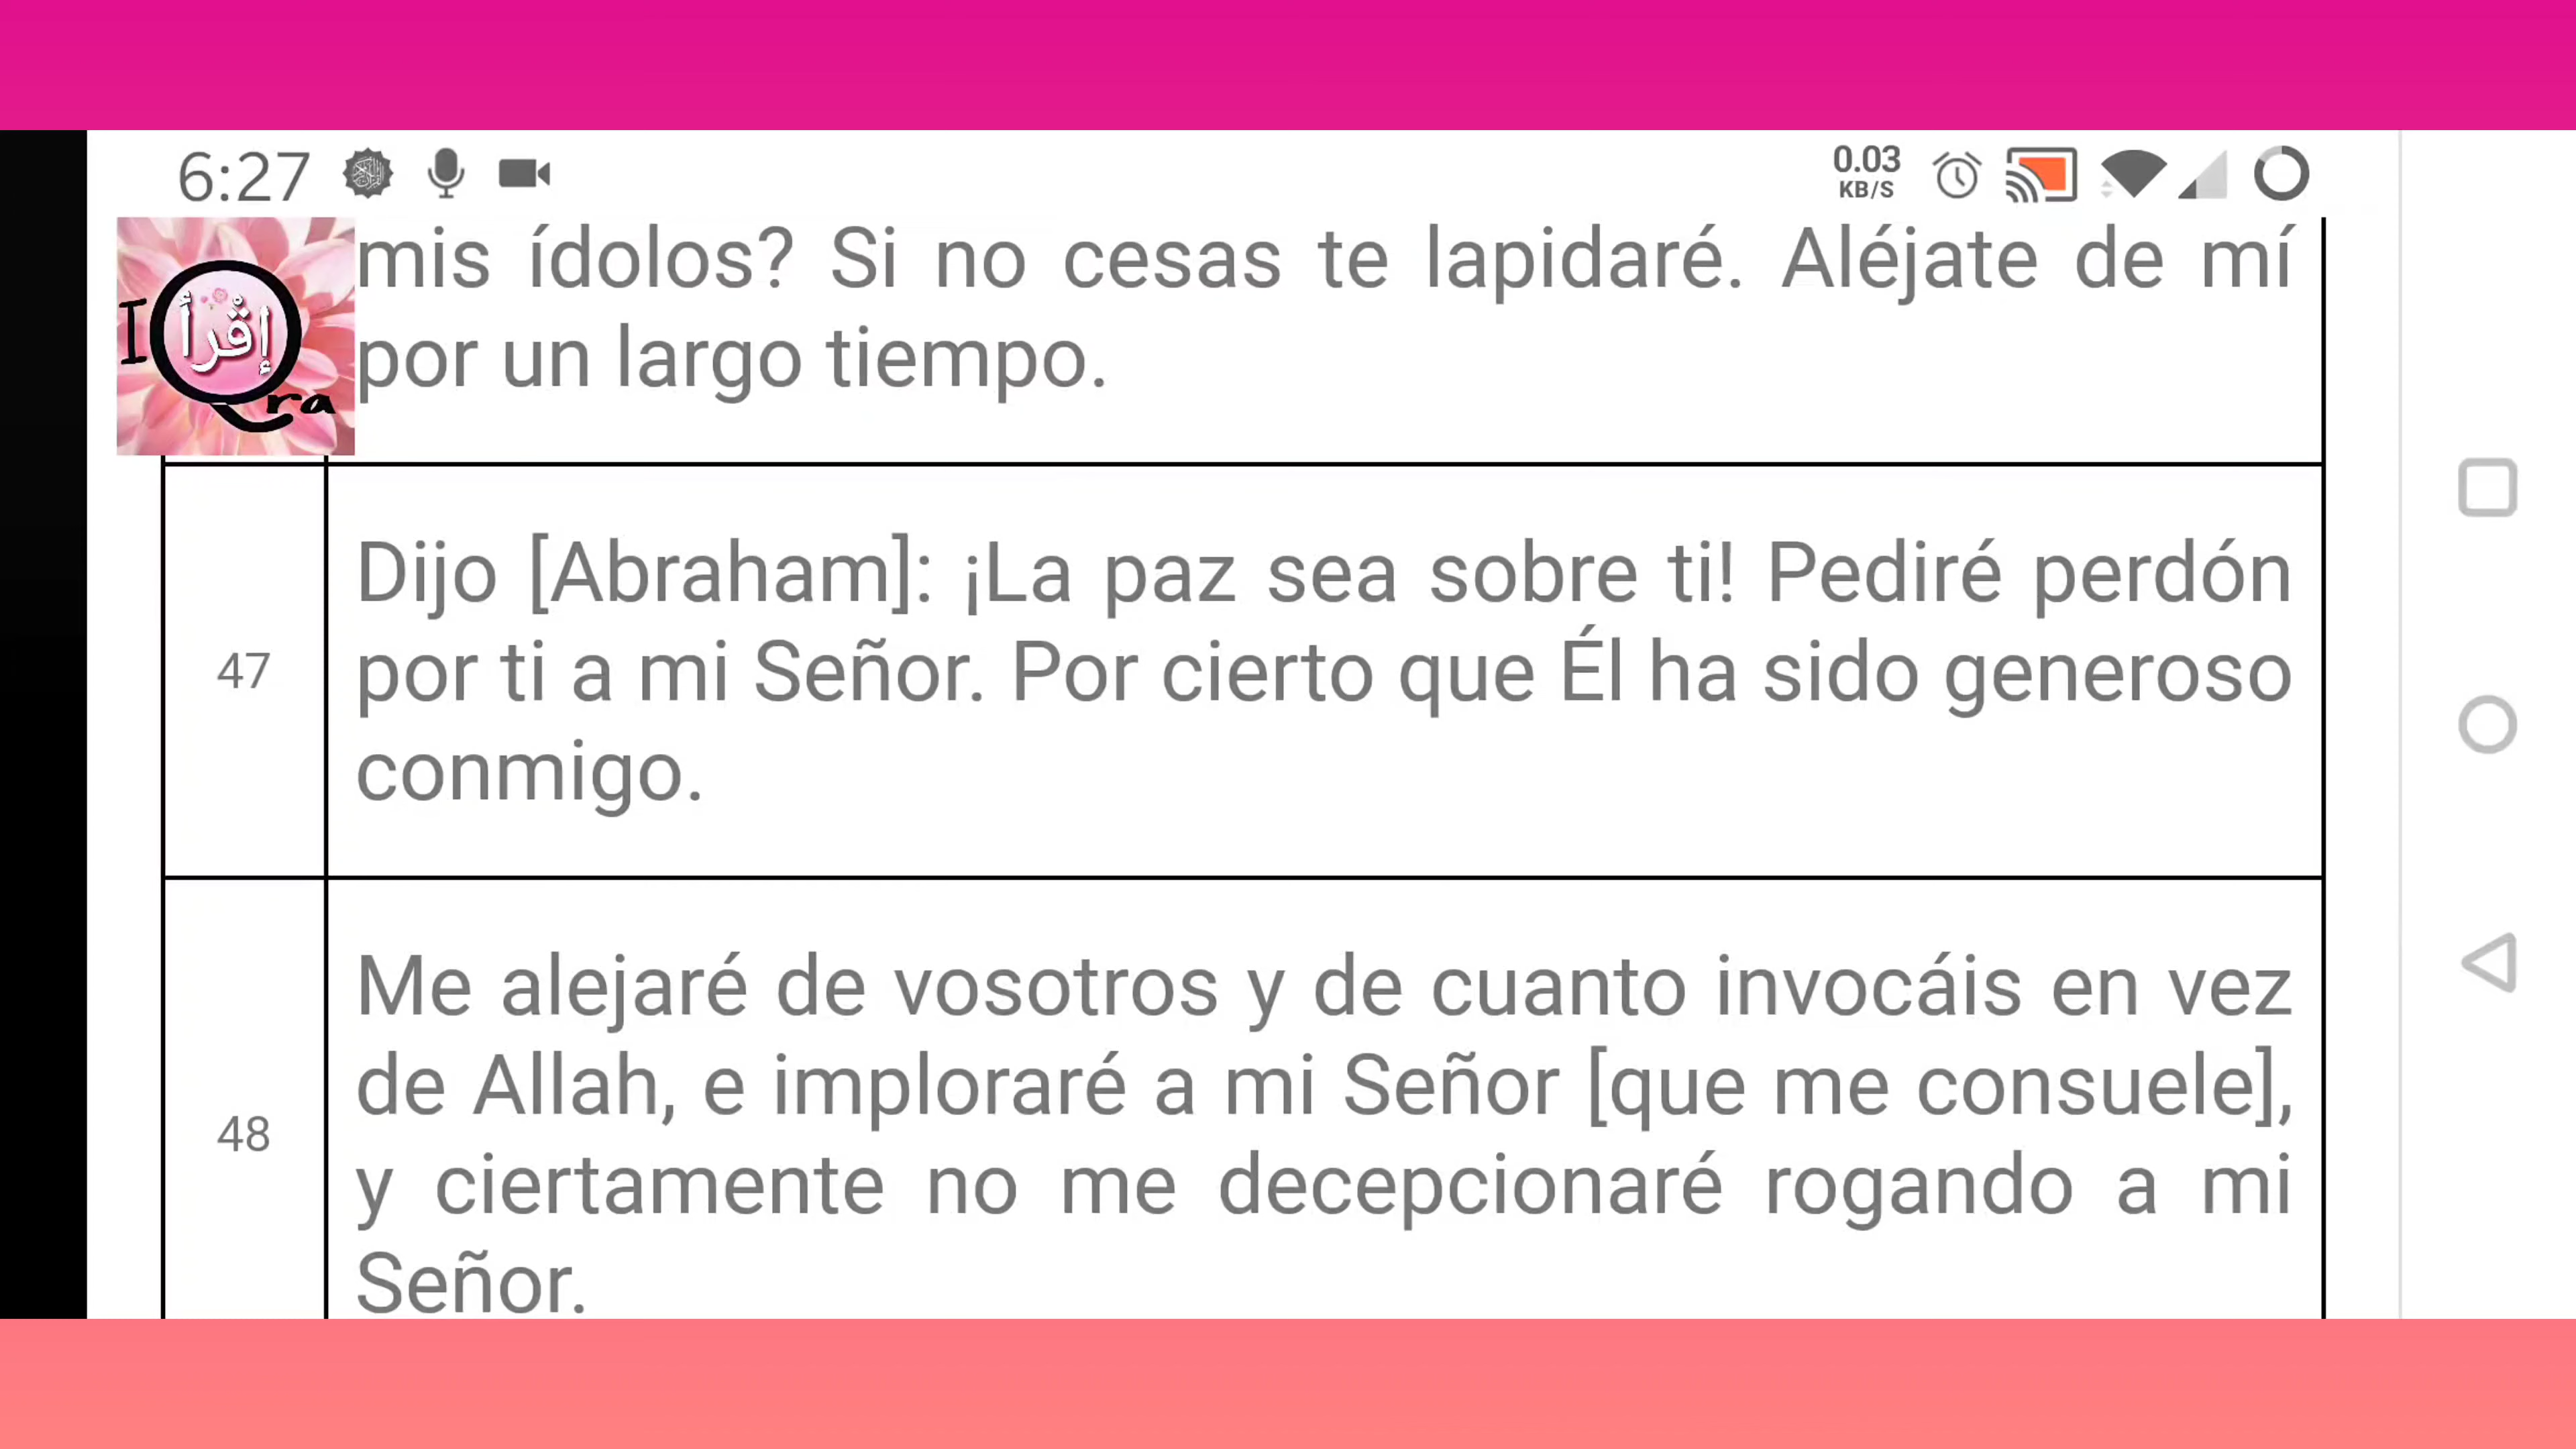 6:27
0.03
KB/S
إقرأ
I
ra
mis ídolos? Si no cesas te lapidaré. Aléjate de mí
por un largo tiempo.
47
Dijo [Abraham]: ¡La paz sea sobre ti! Pediré perdón
por ti a mi Señor. Por cierto que Él ha sido generoso
conmigo.
48
Me alejaré de vosotros y de cuanto invocáis en vez
de Allah, e imploraré a mi Señor [que me consuele],
y ciertamente no me decepcionaré rogando a mi
Señor.